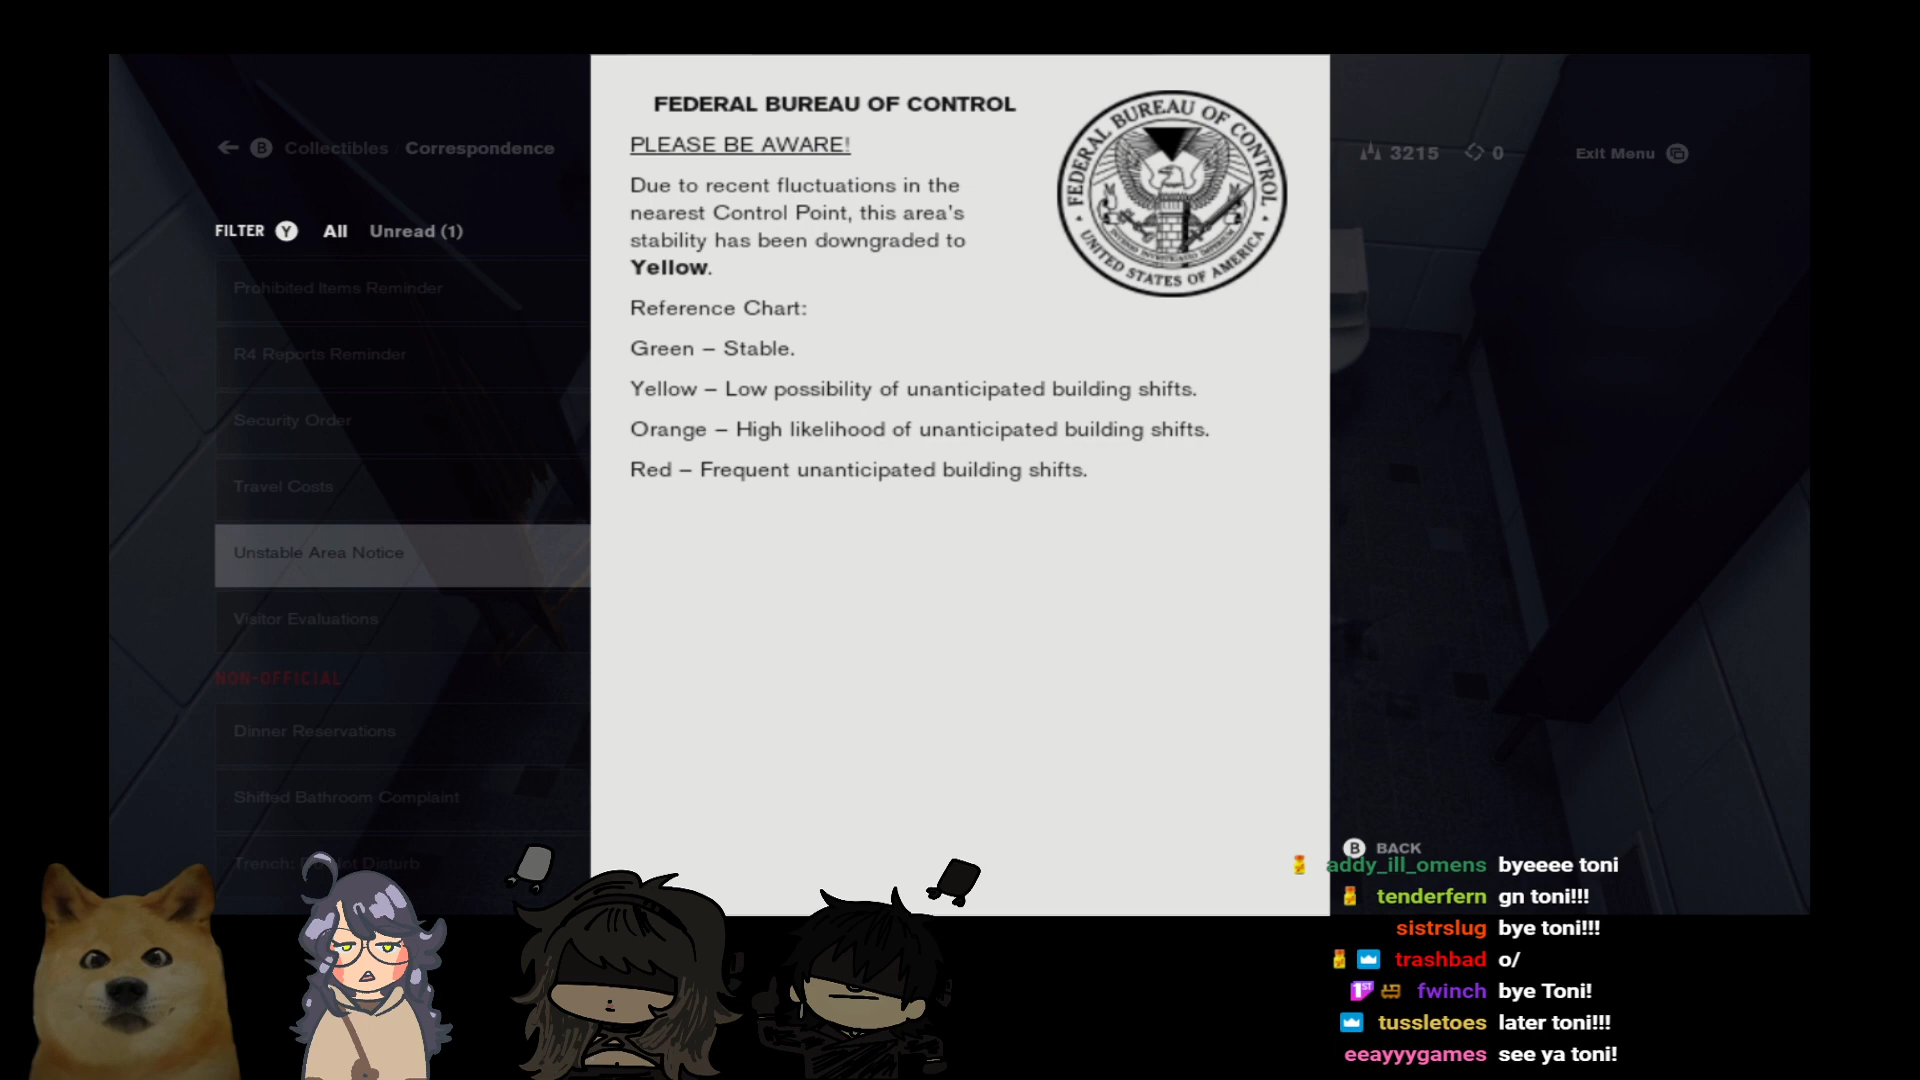 ← B Collectibles / Correspondence
FILTER Y All Unread (1)
Prohibited Items Reminder
R4 Reports Reminder
Security Order
Travel Costs
Unstable Area Notice
Visitor Evaluations
NON-OFFICIAL
Dinner Reservations
Shifted Bathroom Complaint
Trench:
FEDERAL BUREAU OF CONTROL
PLEASE BE AWARE!
Due to recent fluctuations in the
nearest Control Point, this area's
stability has been downgraded to
Yellow.
Reference Chart:
Green – Stable.
Yellow – Low possibility of unanticipated building shifts.
Orange – High likelihood of unanticipated building shifts.
Red – Frequent unanticipated building shifts.
FEDERAL BUREAU OF CONTROL
UNITED STATES OF AMERICA
3215 0 Exit Menu
B BACK
addy_ill_omens byeeee toni
tenderfern gn toni!!!
sistrslug bye toni!!!
trashbad o/
1ST fwinch bye Toni!
tussletoes later toni!!!
eeayyygames see ya toni!